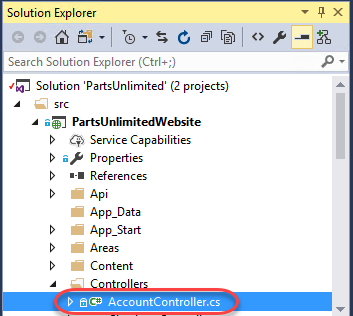 Solution Explorer
Search Solution Explorer (Ctrl+;)
Solution 'PartsUnlimited' (2 projects)
src
PartsUnlimitedWebsite
Service Capabilities
Properties
References
Api
App_Data
App_Start
Areas
Content
Controllers
C# AccountController.cs